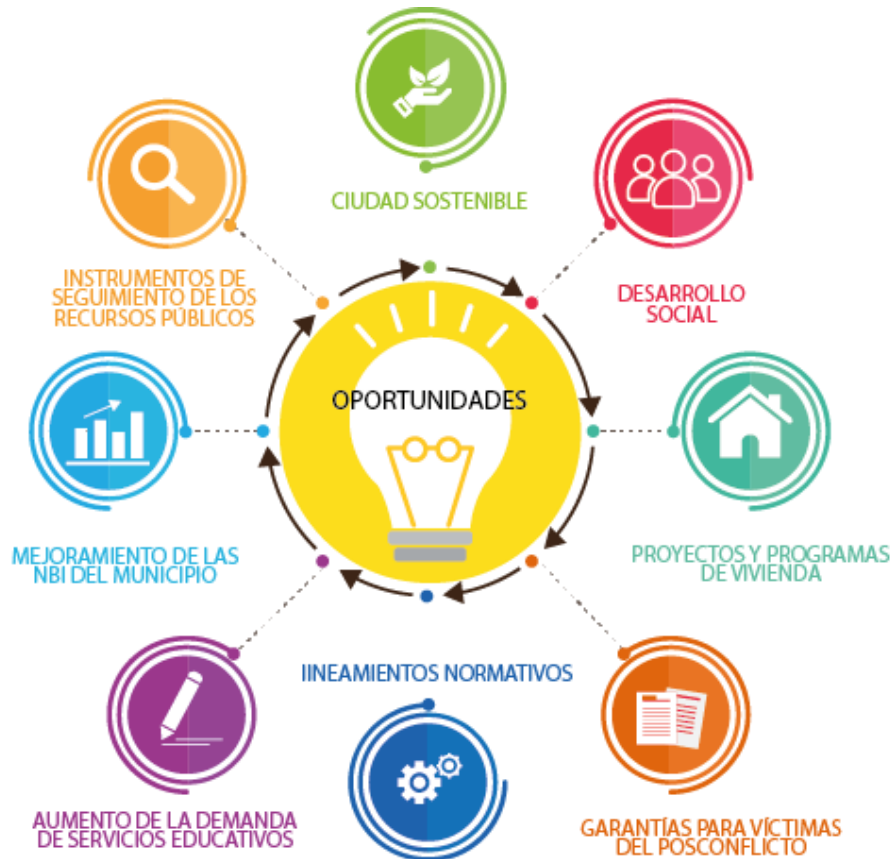 CIUDAD SOSTENIBLE
INSTRUMENTOS DE
SEGUIMIENTO DE LOS
RECURSOS PÚBLICOS
DESARROLLO
SOCIAL
OPORTUNIDADES
MEJORAMIENTO DE LAS
NBI DEL MUNICIPIO
PROYECTOS Y PROGRAMAS
DE VIVIENDA
lINEAMIENTOS NORMATIVOS
AUMENTO DE LA DEMANDA
DE SERVICIOS EDUCATIVOS
GARANTÍAS PARA VÍCTIMAS
DEL POSCONFLICTO